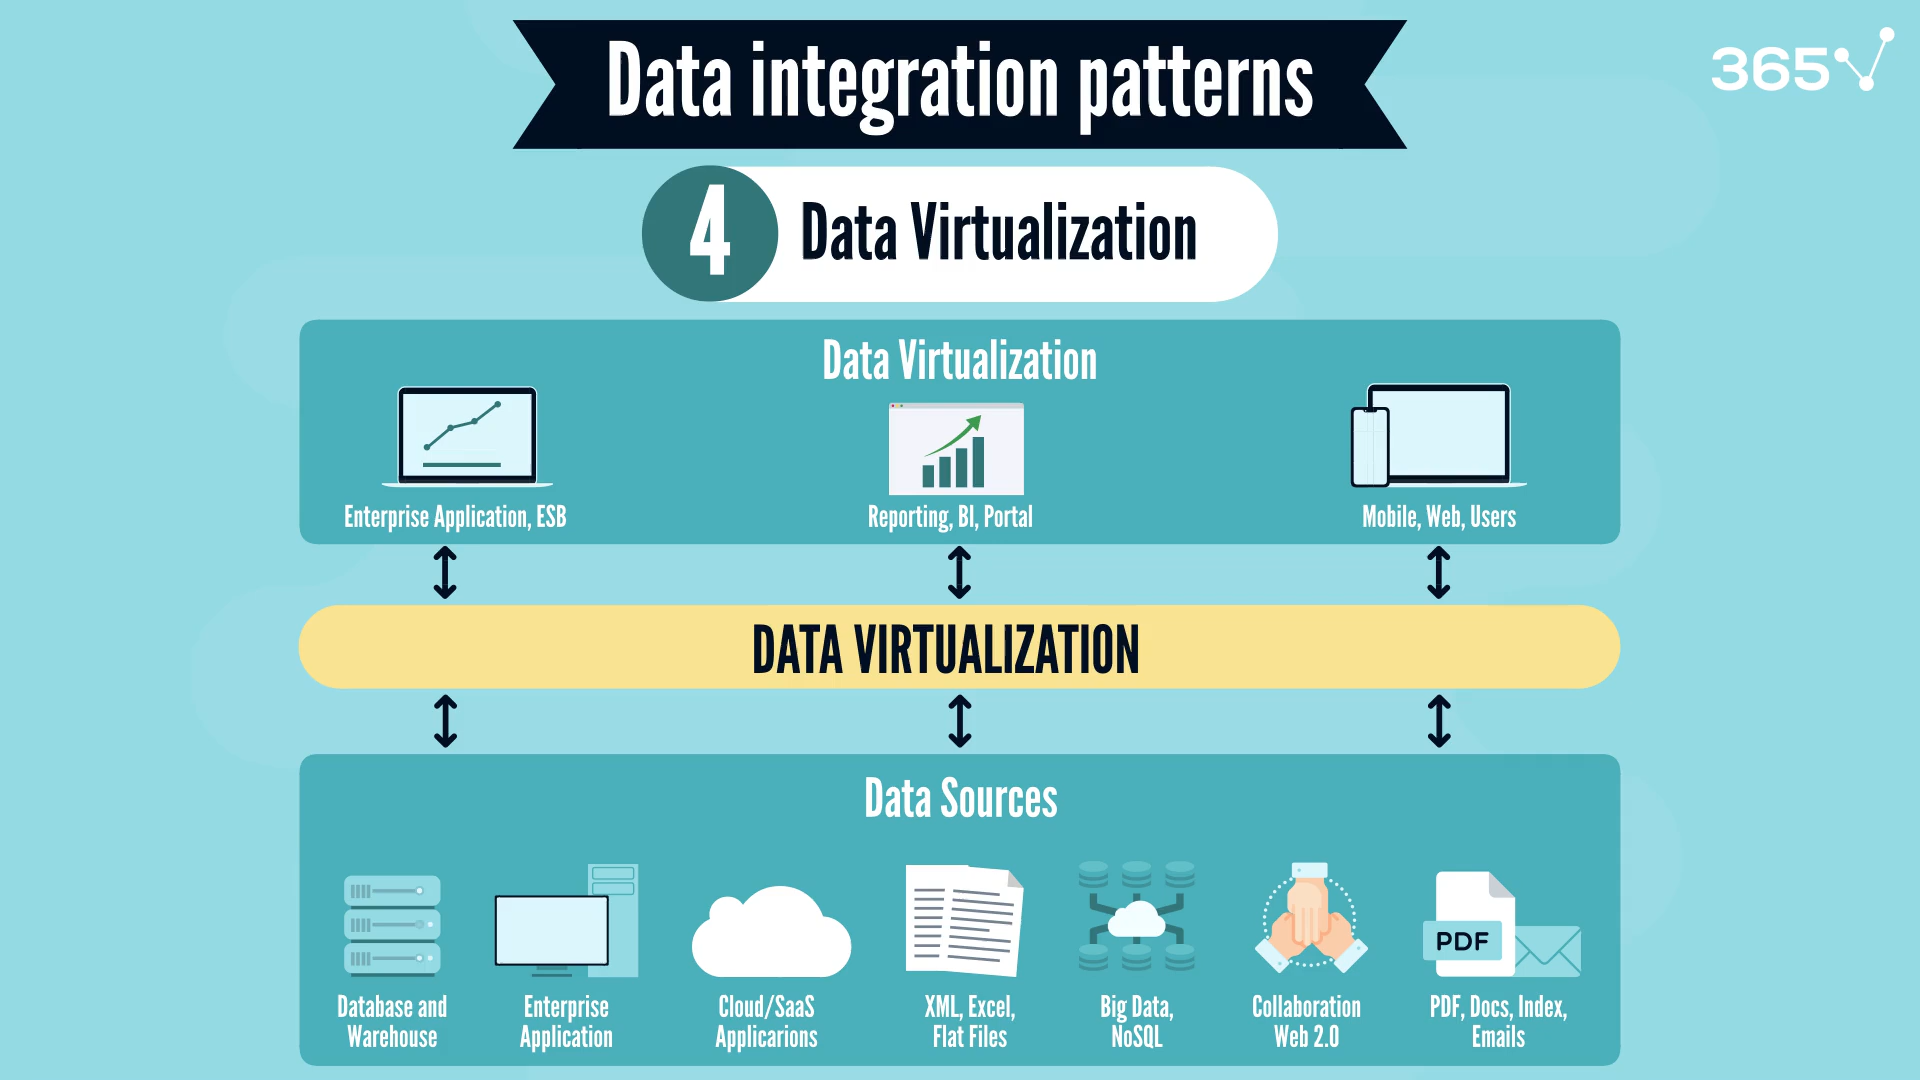 Data integration patterns
365
4
Data Virtualization
Data Virtualization
Enterprise Application, ESB
Reporting, BI, Portal
Mobile, Web, Users
DATA VIRTUALIZATION
Data Sources
Database and
Warehouse
Enterprise
Application
Cloud/SaaS
Applicarions
XML, Excel,
Flat Files
Big Data,
NoSQL
Collaboration
Web 2.0
PDF
PDF, Docs, Index,
Emails